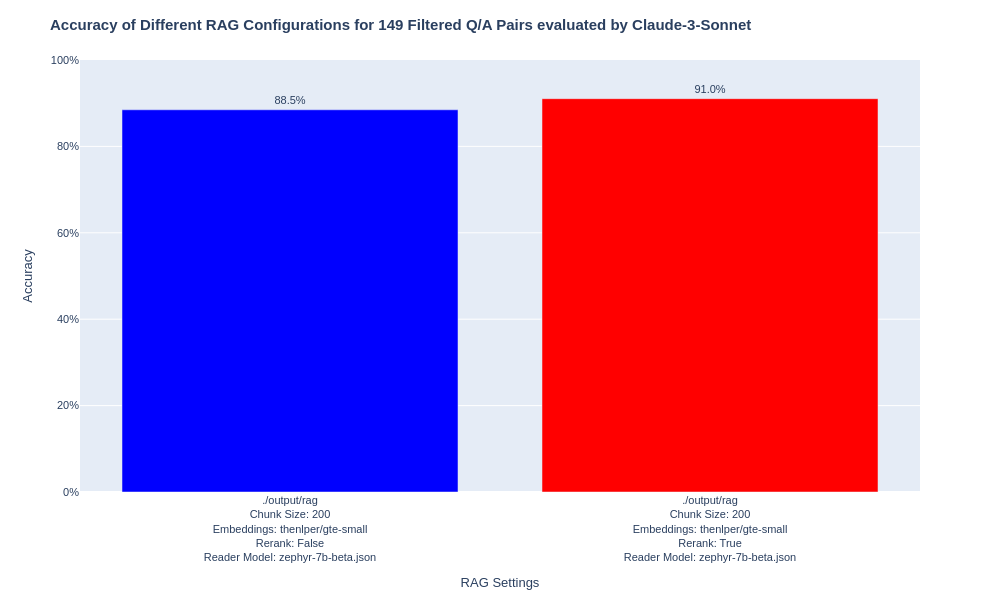 Accuracy of Different RAG Configurations for 149 Filtered Q/A Pairs evaluated by Claude-3-Sonnet
100%
80%
60%
40%
20%
0%
Accuracy
88.5%
91.0%
./output/rag
Chunk Size: 200
Embeddings: thenlper/gte-small
Rerank: False
Reader Model: zephyr-7b-beta.json
./output/rag
Chunk Size: 200
Embeddings: thenlper/gte-small
Rerank: True
Reader Model: zephyr-7b-beta.json
RAG Settings